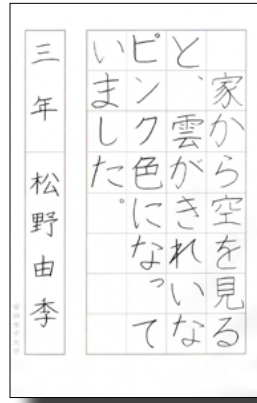 家から空を見る
と、雲がきれいな
ピンク色になって
いました。
三年 松野由季